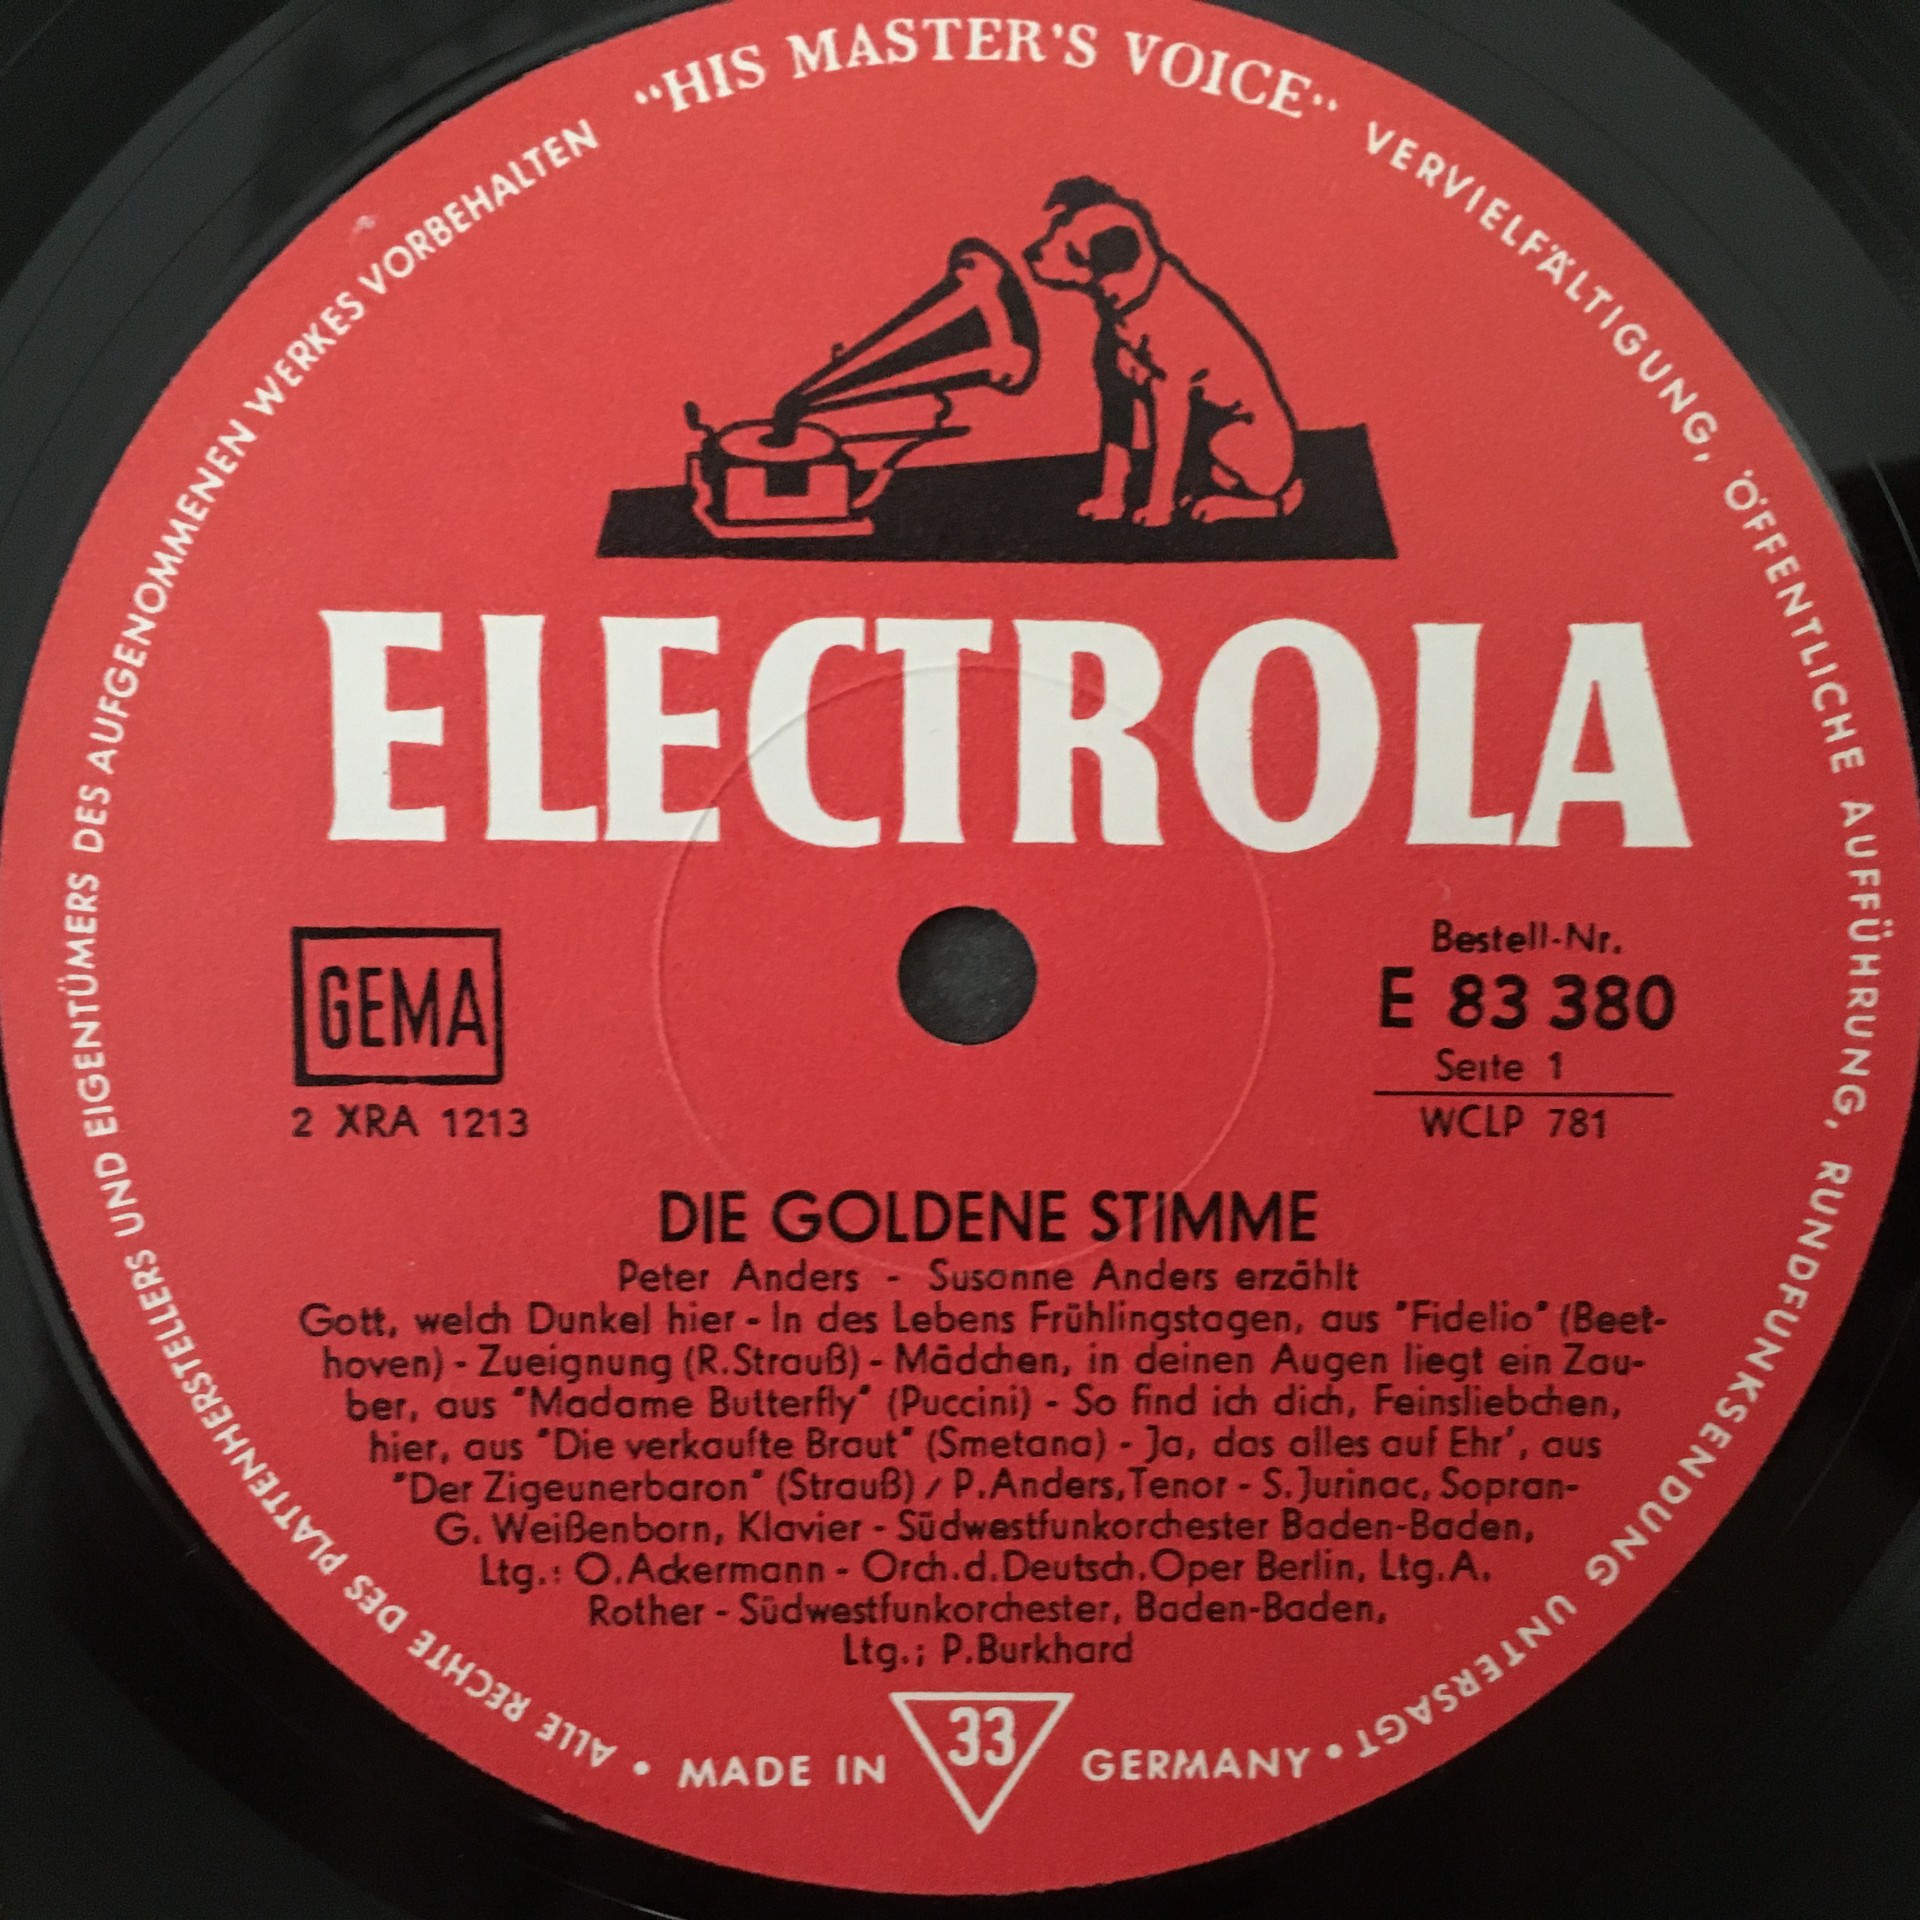 "HIS MASTER'S VOICE"
VERVIELFÄLTIGUNG, ÖFFENTLICHE AUFFÜHRUNG, RUNDFUNKSENDUNG UNTERSAGT •
ELECTROLA
GEMA
2 XRA 1213
Bestell-Nr.
E 83 380
Seite 1
WCLP 781
DIE GOLDENE STIMME
Peter Anders - Susanne Anders erzählt
Gott, welch Dunkel hier - In des Lebens Frühlingstagen, aus "Fidelio" (Beet-
hoven) - Zueignung (R.Strauß) - Mädchen, in deinen Augen liegt ein Zau-
ber, aus "Madame Butterfly" (Puccini) - So find ich dich, Feinsliebchen,
hier, aus "Die verkaufte Braut" (Smetana) - Ja, das alles auf Ehr', aus
"Der Zigeunerbaron" (Strauß) / P.Anders,Tenor - S.Jurinac, Sopran-
G. Weißenborn, Klavier - Südwestfunkorchester Baden-Baden,
Ltg.: O.Ackermann - Orch.d.Deutsch.Oper Berlin, Ltg.A.
Rother - Südwestfunkorchester, Baden-Baden,
Ltg.; P.Burkhard
33
MADE IN GERMANY
• ALLE RECHTE DES PLATTENHERSTELLERS UND EIGENTÜMERS DES AUFGENOMMENEN WERKES VORBEHALTEN